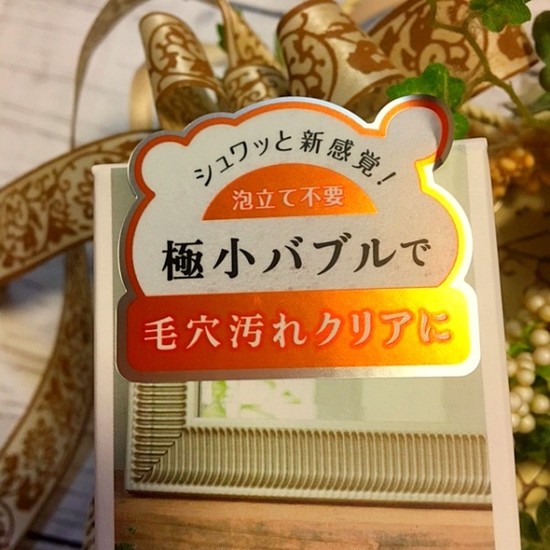 シュワッと新感覚！
泡立て不要
極小バブルで
毛穴汚れクリアに